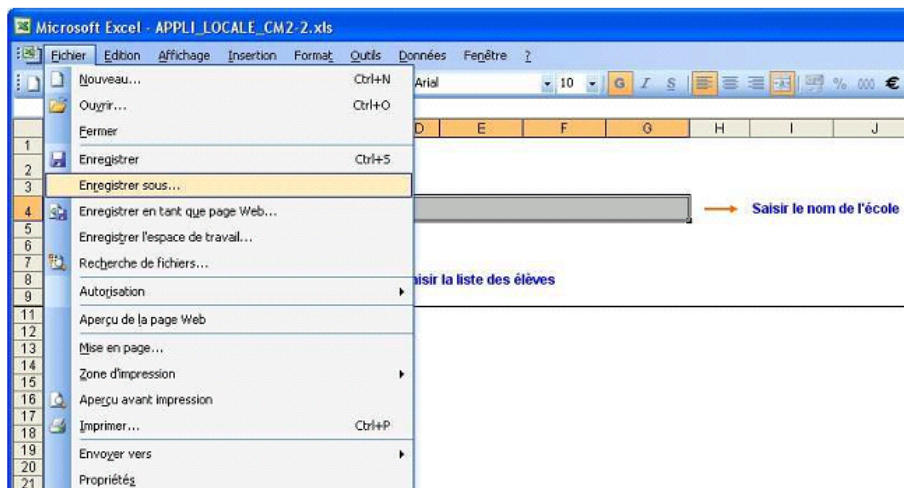 Microsoft Excel - APPLI_LOCALE_CM2-2.xls
Fichier Edition Affichage Insertion Format Outils Données Fenêtre ?
Arial 10 G I S % 000 €
Nouveau... Ctrl+N
Ouvrir... Ctrl+O
Fermer
Enregistrer Ctrl+S
Enregistrer sous...
Enregistrer en tant que page Web...
Enregistrer l'espace de travail...
Recherche de fichiers...
Autorisation
Aperçu de la page Web
Mise en page...
Zone d'impression
Aperçu avant impression
Imprimer... Ctrl+P
Envoyer vers
Propriétés
D E F G H I J
1
2
3
4 Saisir le nom de l'école
5
6
7
8 aisir la liste des élèves
9
11
12
13
14
15
16
17
18
19
20
21